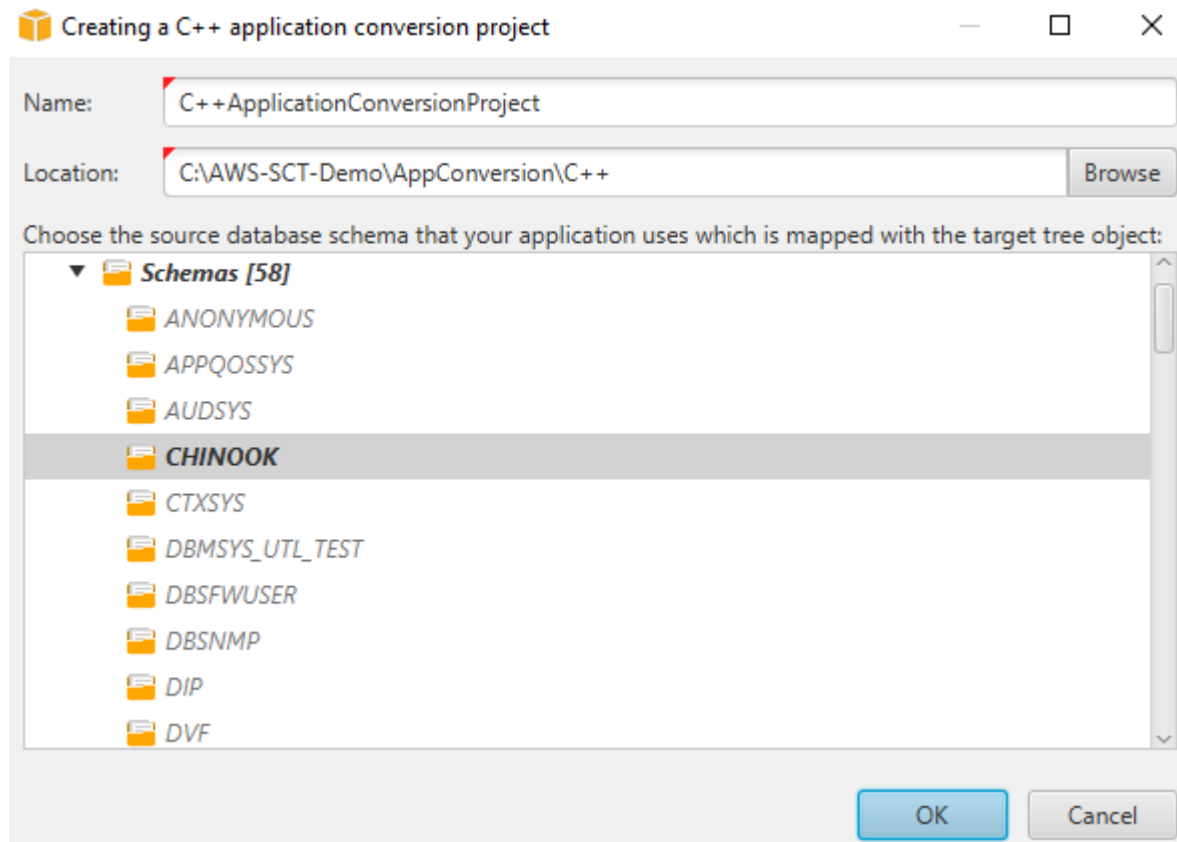 Creating a C++ application conversion project
Name: C++ApplicationConversionProject
Location: C:\AWS-SCT-Demo\AppConversion\C++ Browse
Choose the source database schema that your application uses which is mapped with the target tree object:
Schemas [58]
ANONYMOUS
APPQOSSYS
AUDSYS
CHINOOK
CTXSYS
DBMSYS_UTL_TEST
DBSFWUSER
DBSNMP
DIP
DVF
OK Cancel